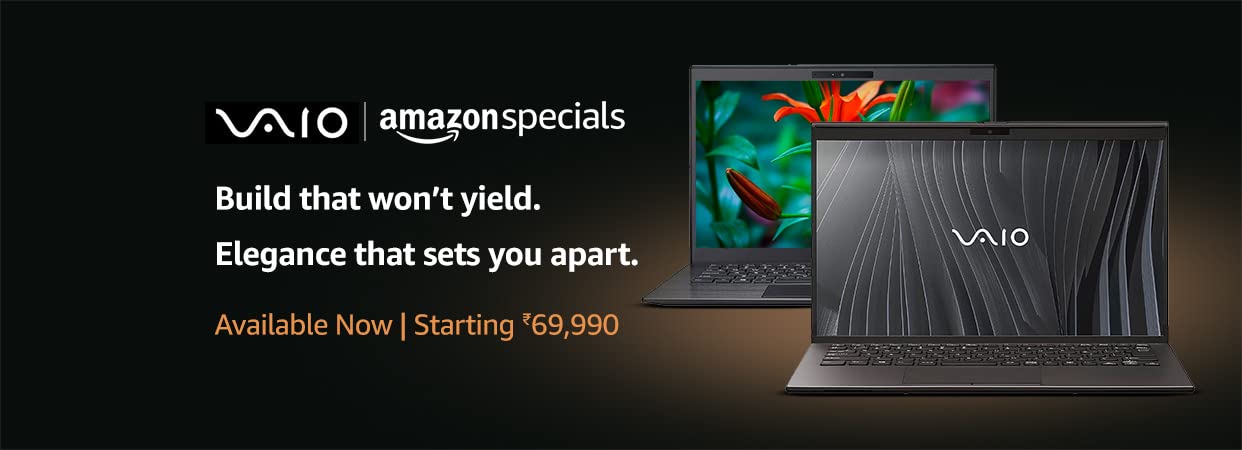 VAIO | amazonspecials
Build that won't yield.
Elegance that sets you apart.
Available Now | Starting ₹69,990
VAIO